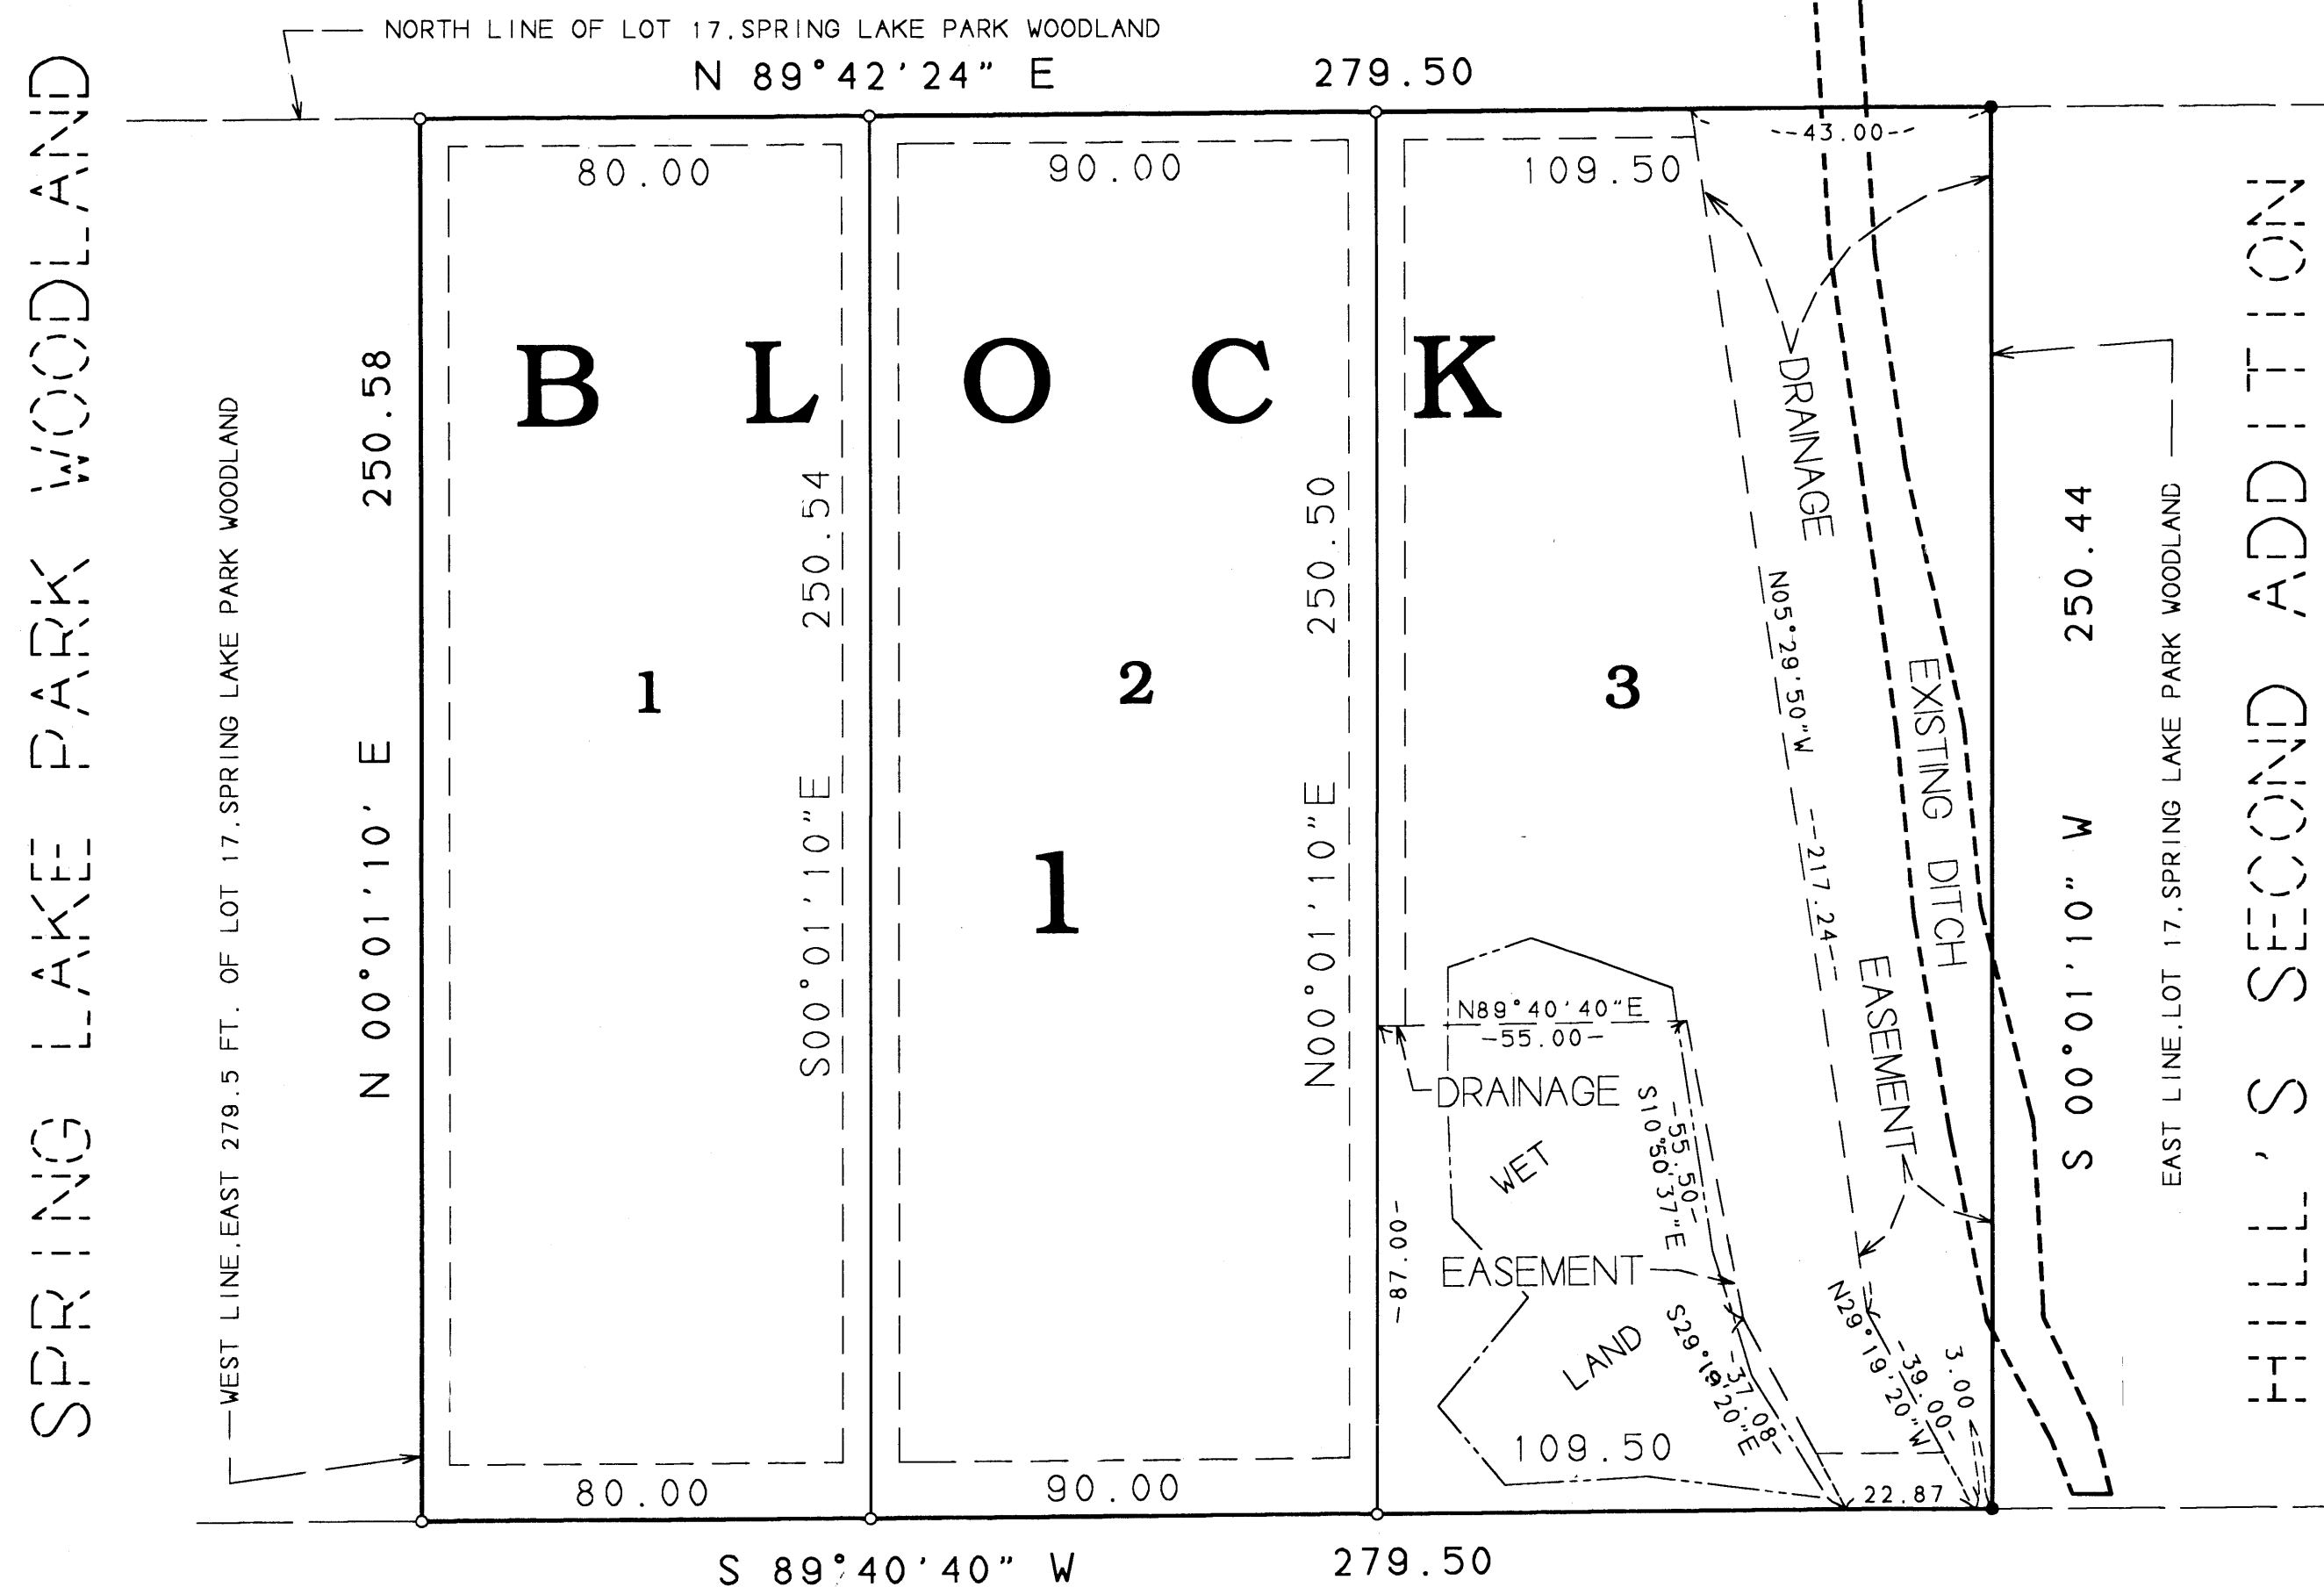 NORTH LINE OF LOT 17, SPRING LAKE PARK WOODLAND
N 89°42'24" E 279.50
SPRING LAKE PARK WOODLAND
WEST LINE, EAST 279.5 FT. OF LOT 17, SPRING LAKE PARK WOODLAND
N 00°01'10' E 250.58
80.00
90.00
109.50
--43.00--
BLOCK
S00°01'10"E 250.54
N00°01'10"E 250.50
1
2
3
1
DRAINAGE
EASEMENT
N05°29'50"W --217.24--
EXISTING DITCH
N89°40'40"E
-55.00-
DRAINAGE
EASEMENT
WET
LAND
-87.00-
-55.50-
S10°50'37"E
-37.08-
S29°19'20"E
N29°19'20"W
-39.00-
3.00
22.87
109.50
80.00
90.00
S 89°40'40" W 279.50
S 00°01'10" W 250.44
EAST LINE, LOT 17, SPRING LAKE PARK WOODLAND
HILL'S SECOND ADDITION